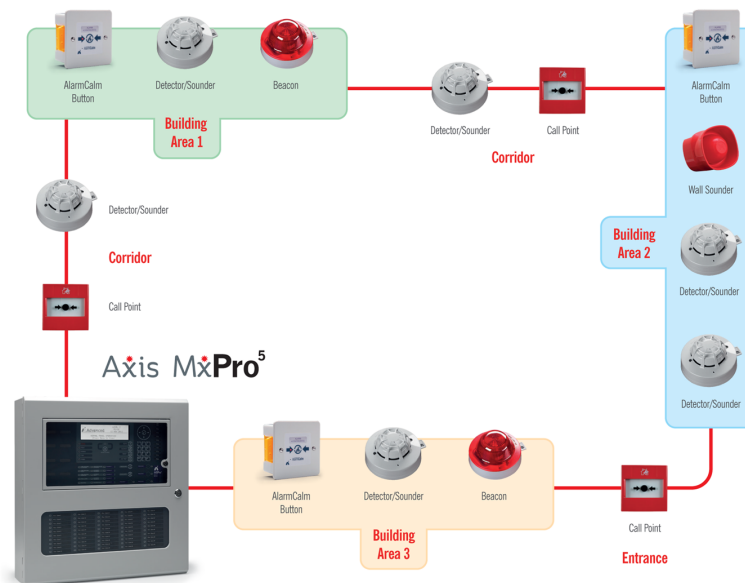 AlarmCalm
Button
Detector/Sounder
Beacon
Building
Area 1
Detector/Sounder
Call Point
Corridor
AlarmCalm
Button
Wall Sounder
Building
Area 2
Detector/Sounder
Detector/Sounder
Detector/Sounder
Corridor
Call Point
Axis MxPro5
AlarmCalm
Button
Detector/Sounder
Beacon
Building
Area 3
Call Point
Entrance